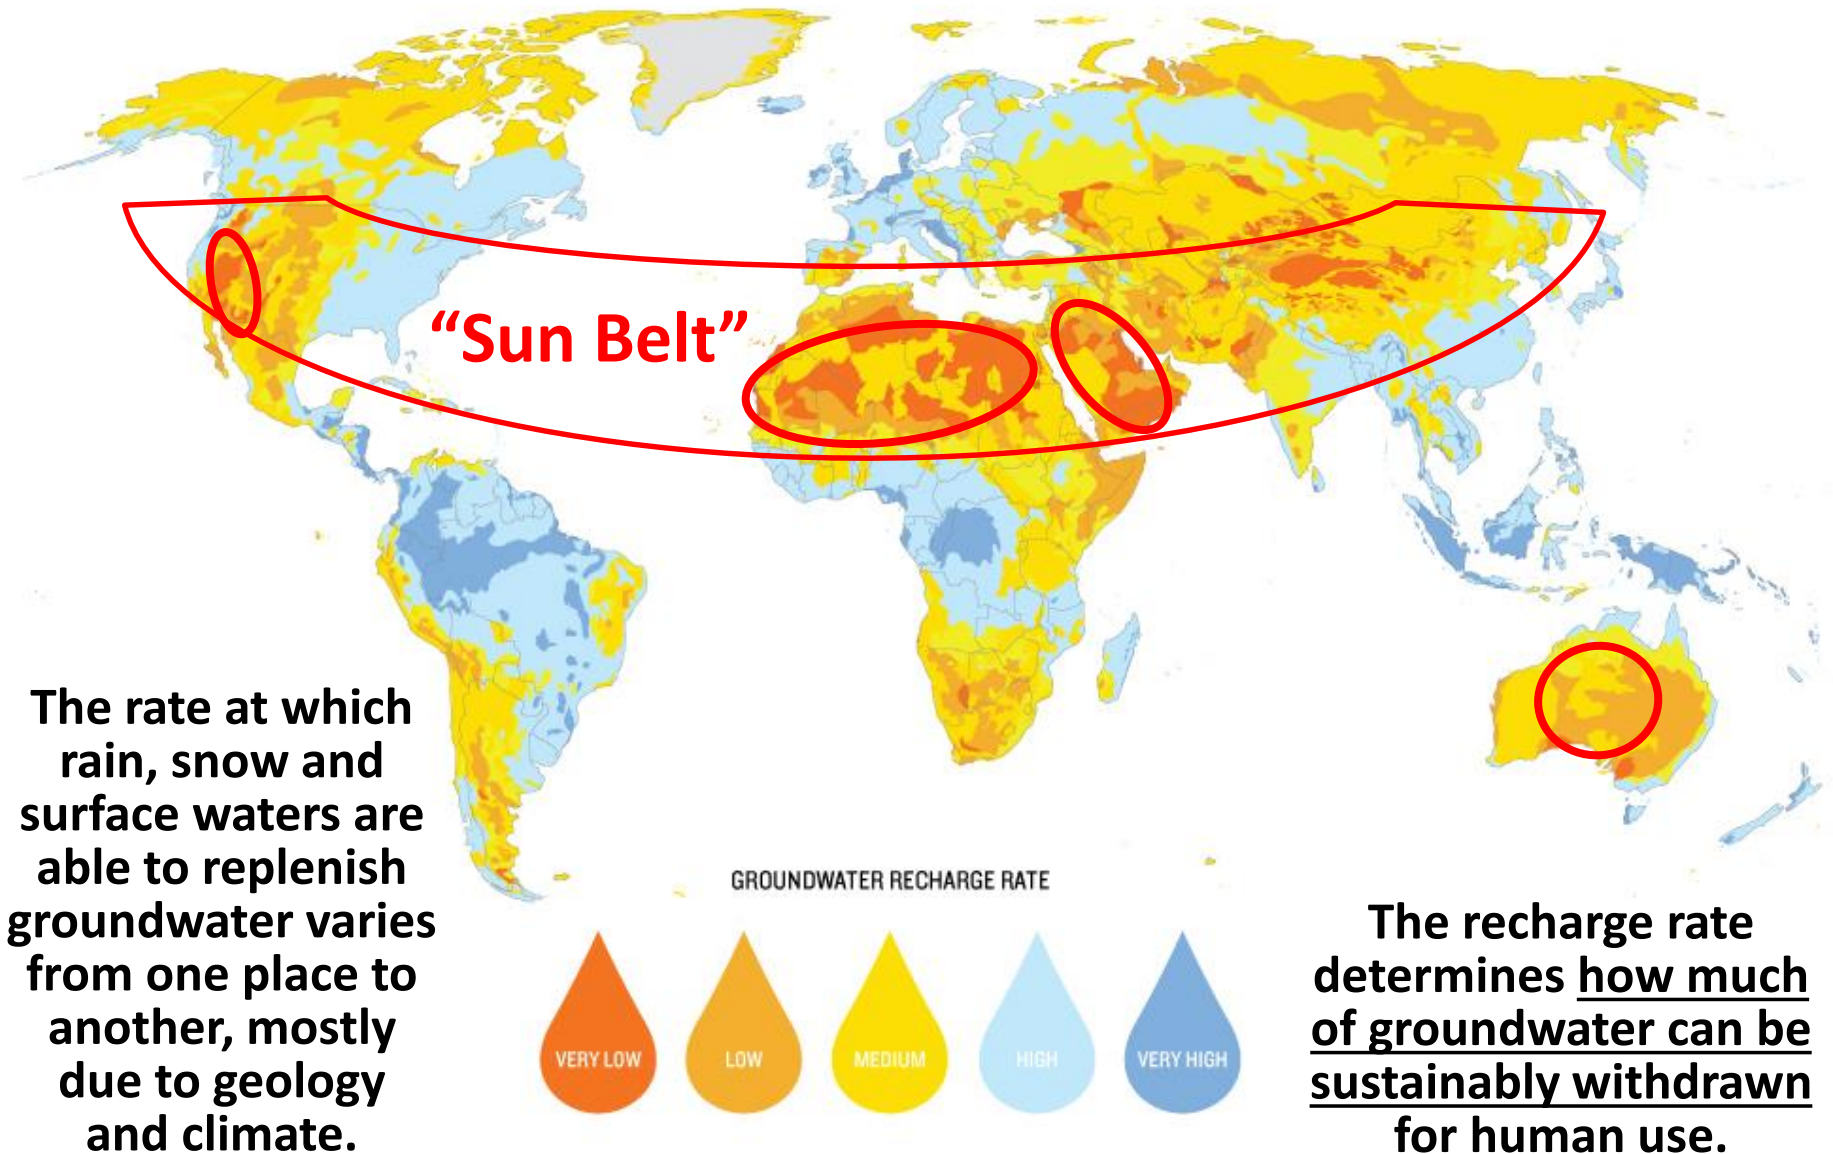 “Sun Belt”
The rate at which
rain, snow and
surface waters are
able to replenish
groundwater varies
from one place to
another, mostly
due to geology
and climate.
GROUNDWATER RECHARGE RATE
VERY LOW
LOW
MEDIUM
HIGH
VERY HIGH
The recharge rate
determines how much
of groundwater can be
sustainably withdrawn
for human use.